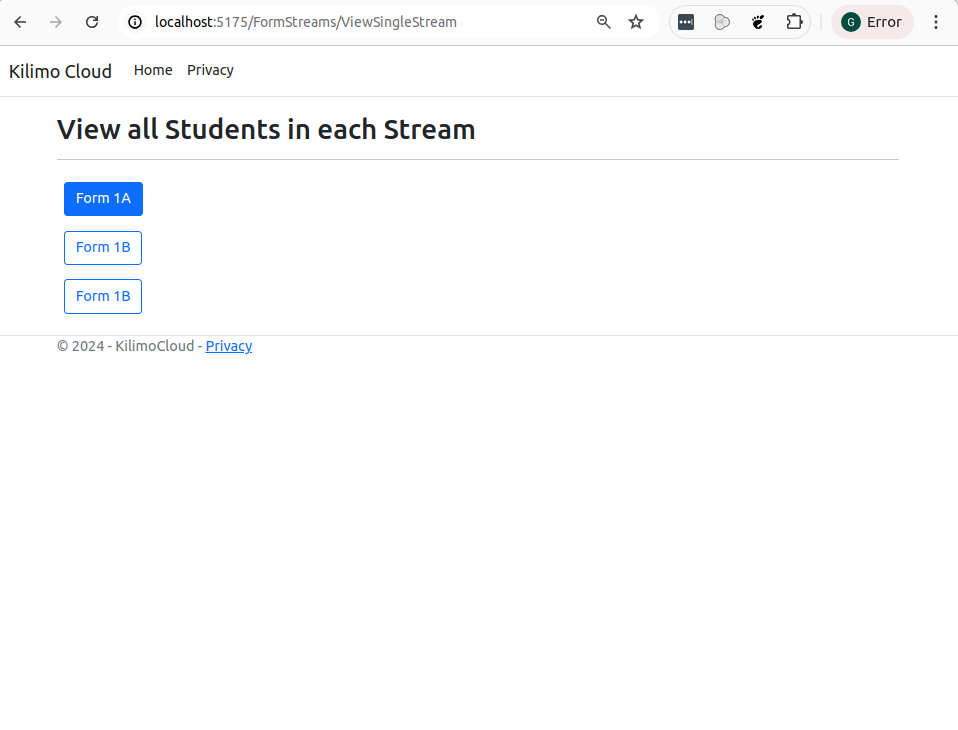 localhost:5175/FormStreams/ViewSingleStream
G Error
Kilimo Cloud Home Privacy
View all Students in each Stream
Form 1A
Form 1B
Form 1B
© 2024 - KilimoCloud - Privacy